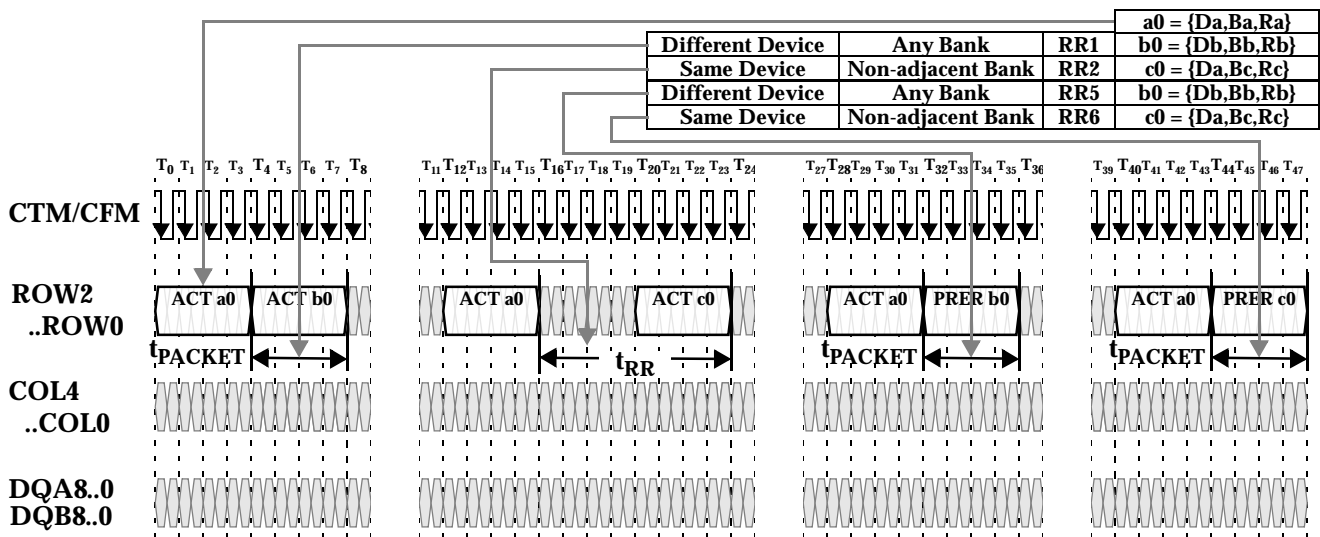 a0 = {Da,Ba,Ra}
Different Device Any Bank RR1 b0 = {Db,Bb,Rb}
Same Device Non-adjacent Bank RR2 c0 = {Da,Bc,Rc}
Different Device Any Bank RR5 b0 = {Db,Bb,Rb}
Same Device Non-adjacent Bank RR6 c0 = {Da,Bc,Rc}
T0 T1 T2 T3 T4 T5 T6 T7 T8 T11 T12 T13 T14 T15 T16 T17 T18 T19 T20 T21 T22 T23 T24 T27 T28 T29 T30 T31 T32 T33 T34 T35 T36 T39 T40 T41 T42 T43 T44 T45 T46 T47
CTM/CFM
ROW2 ACT a0 ACT b0 ACT a0 ACT c0 ACT a0 PRER b0 ACT a0 PRER c0
..ROW0
tPACKET tRR tPACKET tPACKET
COL4
..COL0
DQA8..0
DQB8..0